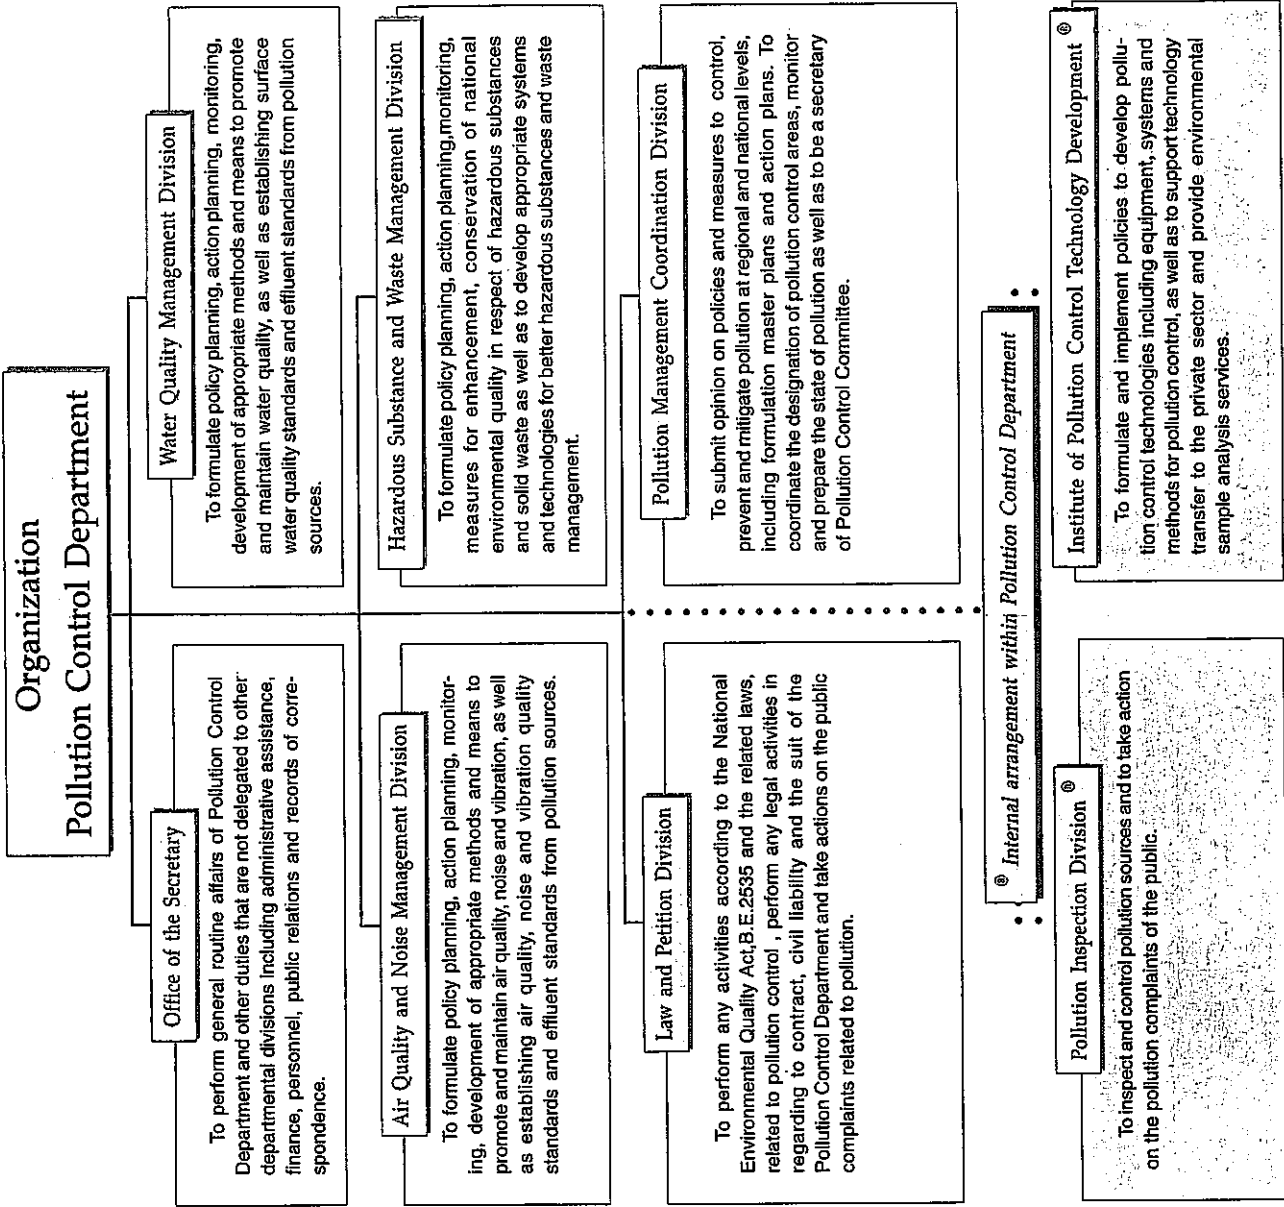 Organization
Pollution Control Department
Office of the Secretary
To perform general routine affairs of Pollution Control
Department and other duties that are not delegated to other
departmental divisions including administrative assistance,
finance, personnel, public relations and records of corre-
spondence.
Water Quality Management Division
To formulate policy planning, action planning, monitoring,
development of appropriate methods and means to promote
and maintain water quality, as well as establishing surface
water quality standards and effluent standards from pollution
sources.
Air Quality and Noise Management Division
To formulate policy planning, action planning, monitor-
ing, development of appropriate methods and means to
promote and maintain air quality, noise and vibration, as well
as establishing air quality, noise and vibration quality
standards and effluent standards from pollution sources.
Hazardous Substance and Waste Management Division
To formulate policy planning, action planning,monitoring,
measures for enhancement, conservation of national
environmental quality in respect of hazardous substances
and solid waste as well as to develop appropriate systems
and technologies for better hazardous substances and waste
management.
Law and Petition Division
To perform any activities according to the National
Environmental Quality Act,B.E.2535 and the related laws,
related to pollution control , perform any legal activities in
regarding to contract, civil liability and the suit of the
Pollution Control Department and take actions on the public
complaints related to pollution.
Pollution Management Coordination Division
To submit opinion on policies and measures to control,
prevent and mitigate pollution at regional and national levels,
including formulation master plans and action plans. To
coordinate the designation of pollution control areas, monitor
and prepare the state of pollution as well as to be a secretary
of Pollution Control Committee.
® Internal arrangement within Pollution Control Department
Pollution Inspection Division ®
To inspect and control pollution sources and to take action
on the pollution complaints of the public.
Institute of Pollution Control Technology Development ®
To formulate and implement policies to develop pollu-
tion control technologies including equipment, systems and
methods for pollution control, as well as to support technology
transfer to the private sector and provide environmental
sample analysis services.